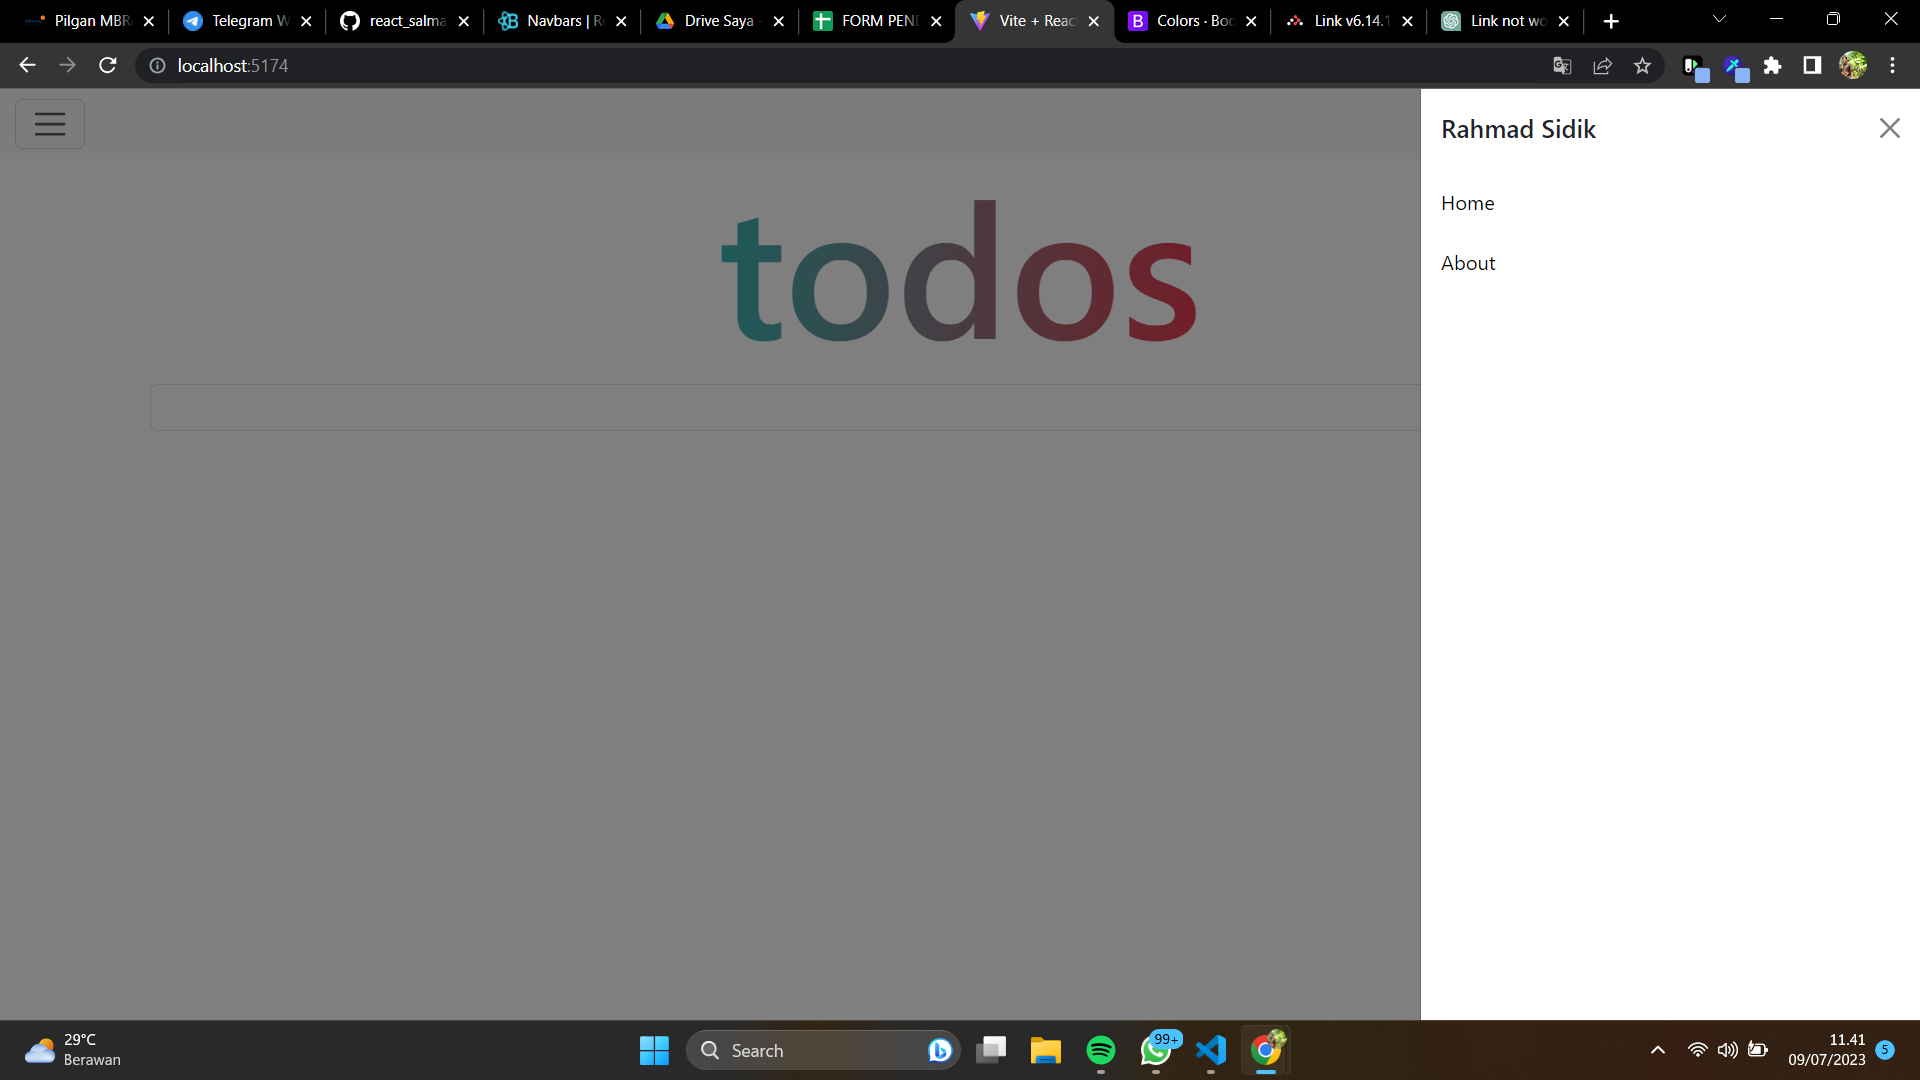 Pilgan MBR
Telegram W
react_salma
Navbars | R
Drive Saya -
FORM PEN
Vite + Reac
Colors · Boo
Link v6.14.1
Link not wo
localhost:5174
Rahmad Sidik
Home
About
todos
29°C
Berawan
Search
99+
11.41
09/07/2023
5